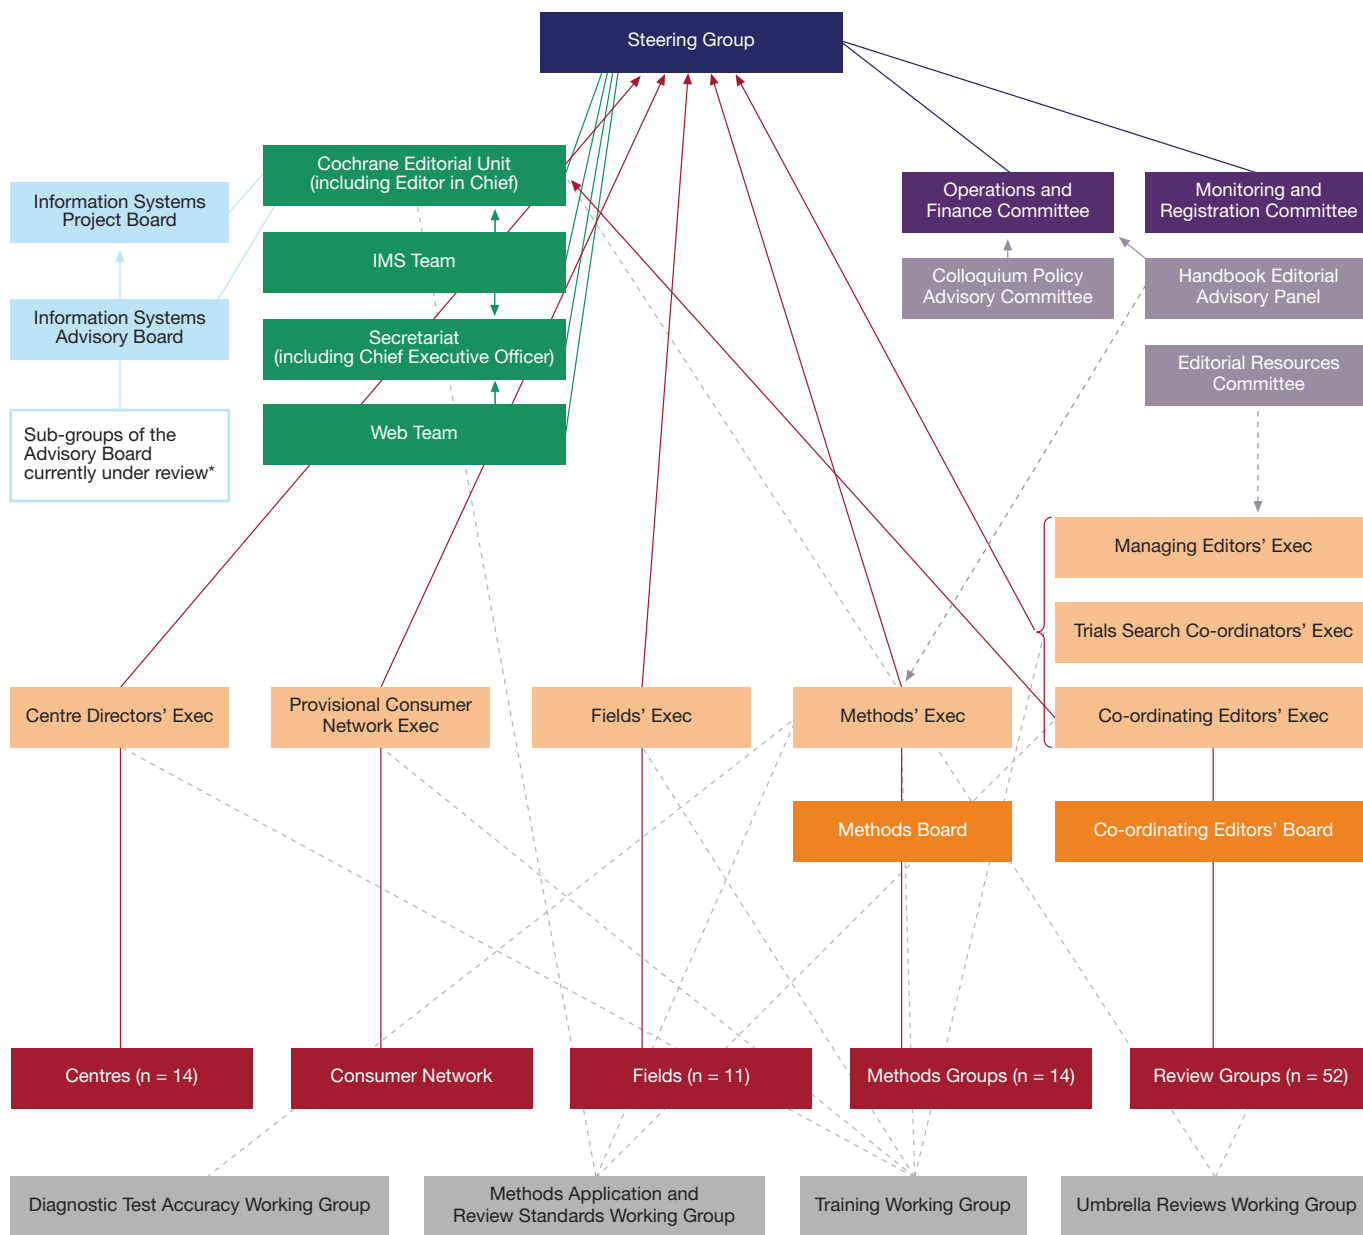 Steering Group
Cochrane Editorial Unit
(including Editor in Chief)
Information Systems
Project Board
Operations and
Finance Committee
Monitoring and
Registration Committee
IMS Team
Colloquium Policy
Advisory Committee
Handbook Editorial
Advisory Panel
Information Systems
Advisory Board
Secretariat
(including Chief Executive Officer)
Editorial Resources
Committee
Sub-groups of the
Advisory Board
currently under review*
Web Team
Managing Editors’ Exec
Trials Search Co-ordinators’ Exec
Centre Directors’ Exec
Provisional Consumer
Network Exec
Fields’ Exec
Methods’ Exec
Co-ordinating Editors’ Exec
Methods Board
Co-ordinating Editors’ Board
Centres (n = 14)
Consumer Network
Fields (n = 11)
Methods Groups (n = 14)
Review Groups (n = 52)
Diagnostic Test Accuracy Working Group
Methods Application and
Review Standards Working Group
Training Working Group
Umbrella Reviews Working Group